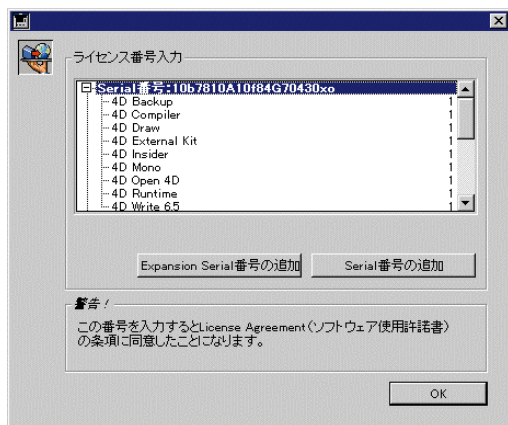 ライセンス番号入力
Serial番号:10b7810A10f84G70430xo
4D Backup 1
4D Compiler 1
4D Draw 1
4D External Kit 1
4D Insider 1
4D Mono 1
4D Open 4D 1
4D Runtime 1
4D Write 6.5 1
Expansion Serial番号の追加
Serial番号の追加
警告!
この番号を入力するとLicense Agreement(ソフトウェア使用許諾書)
の条項に同意したことになります。
OK